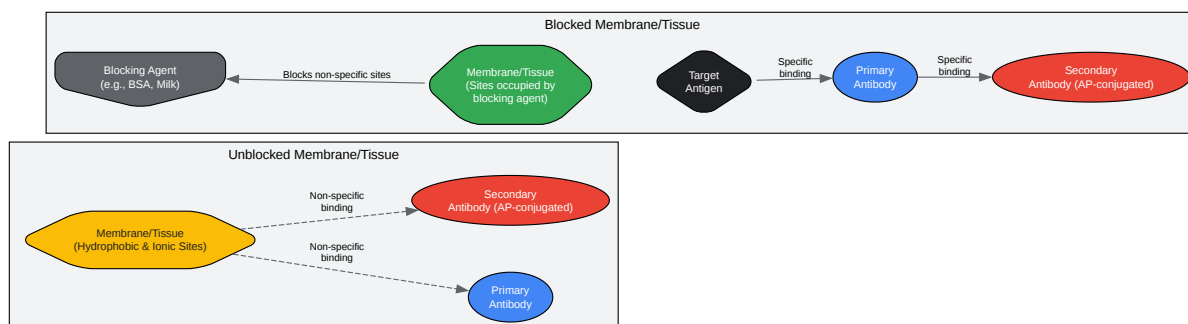 Blocked Membrane/Tissue
Blocking Agent
(e.g., BSA, Milk)
Blocks non-specific sites
Membrane/Tissue
(Sites occupied by
blocking agent)
Target
Antigen
Specific
binding
Primary
Antibody
Specific
binding
Secondary
Antibody (AP-conjugated)
Unblocked Membrane/Tissue
Membrane/Tissue
(Hydrophobic & Ionic Sites)
Non-specific
binding
Secondary
Antibody (AP-conjugated)
Non-specific
binding
Primary
Antibody